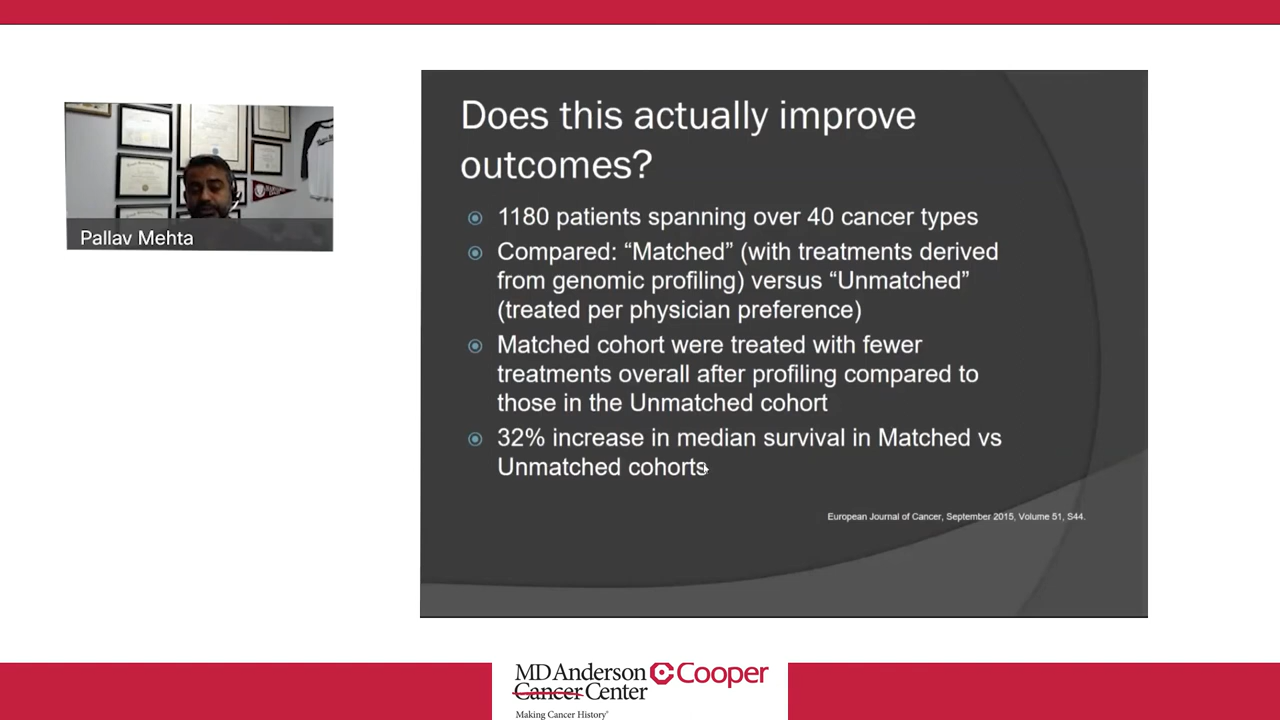 Pallav Mehta
Does this actually improve
outcomes?
1180 patients spanning over 40 cancer types
Compared: “Matched” (with treatments derived
from genomic profiling) versus “Unmatched”
(treated per physician preference)
Matched cohort were treated with fewer
treatments overall after profiling compared to
those in the Unmatched cohort
32% increase in median survival in Matched vs
Unmatched cohorts
European Journal of Cancer, September 2015, Volume 51, S44.
MD Anderson Cooper
Cancer Center
Making Cancer History®